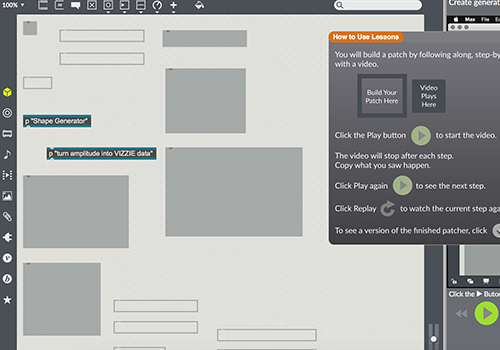 100%
Create generat
Max File E
How to Use Lessons
You will build a patch by following along, step-by
with a video.
Build Your
Patch Here
Video
Plays
Here
p "Shape Generator"
Click the Play button to start the video.
p "turn amplitude into VIZZIE data"
The video will stop after each step.
Copy what you saw happen.
Click Play again to see the next step.
Click Replay to watch the current step aga
To see a version of the finished patcher, click
Click the ▶ Buton